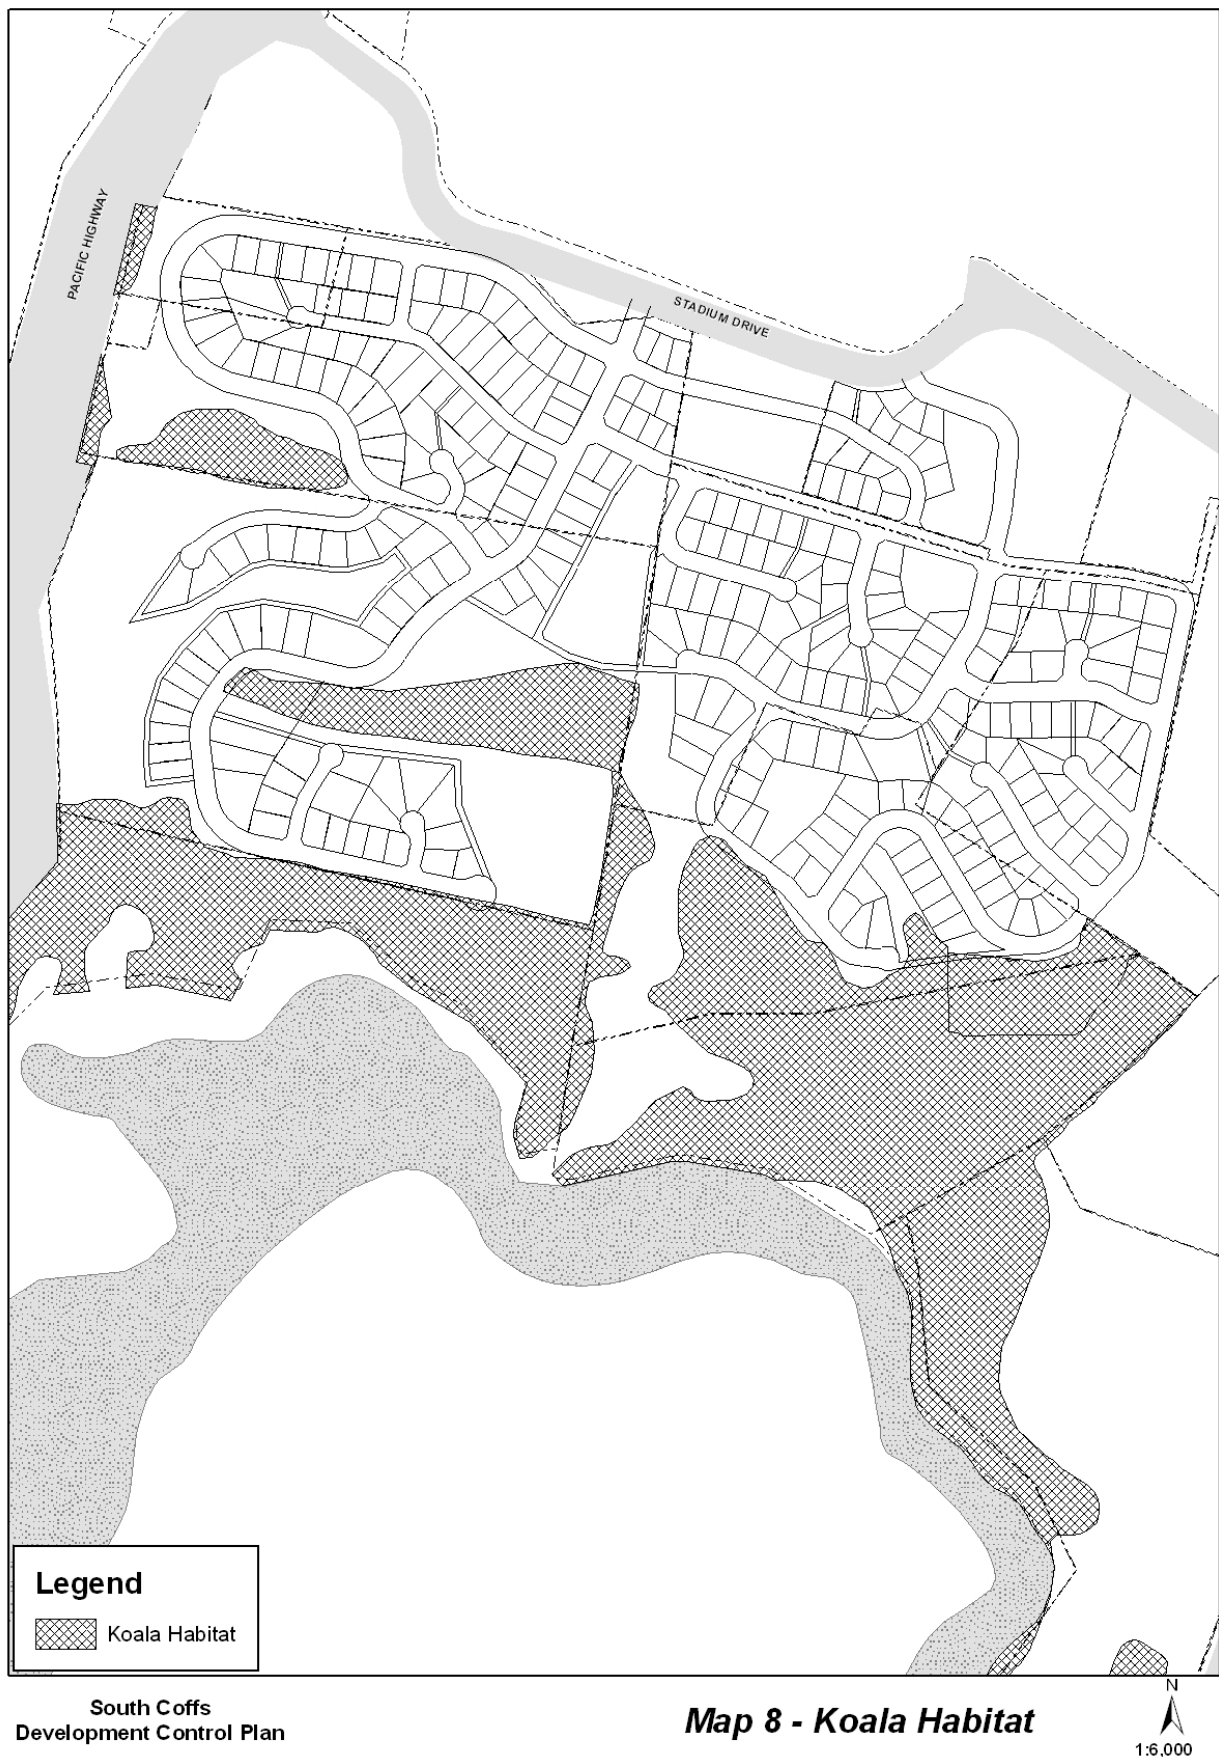 PACIFIC HIGHWAY
STADIUM DRIVE
Legend
Koala Habitat
South Coffs
Development Control Plan
Map 8 - Koala Habitat
N
1:6,000